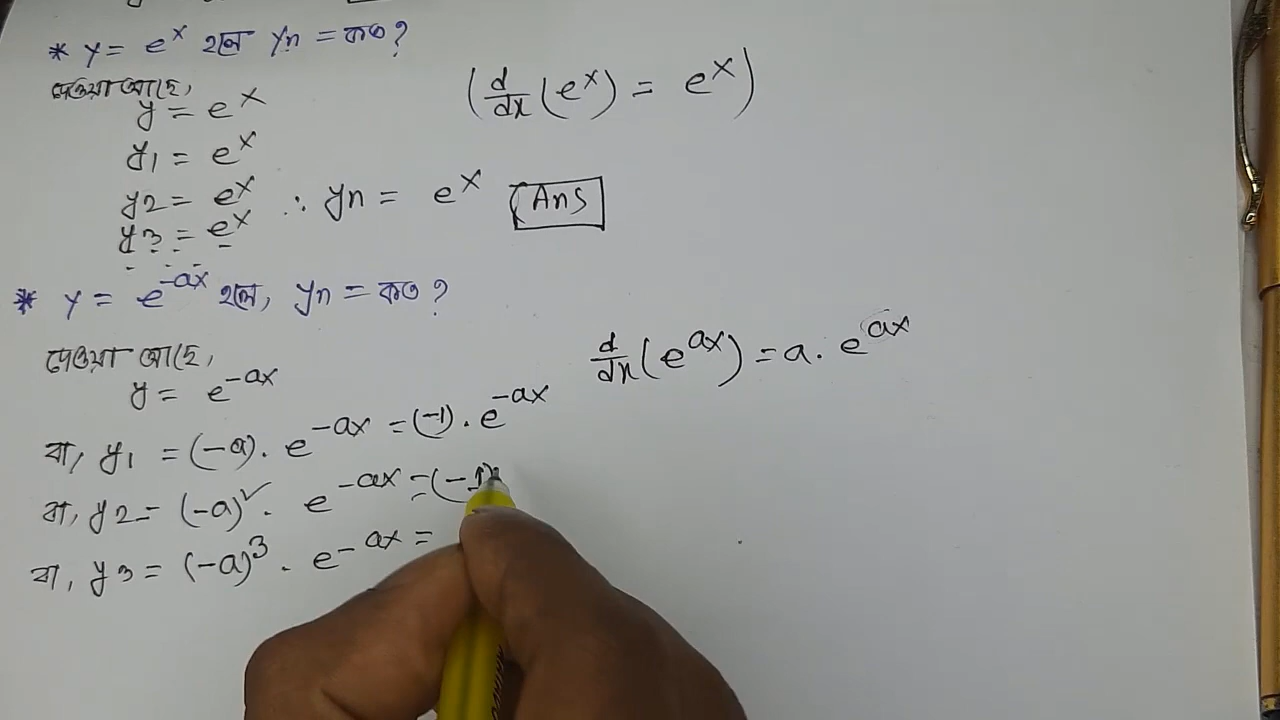 * y = e^x হলে yn = কত?
দেওয়া আছে,
y = e^x
(d/dx (e^x) = e^x)
y1 = e^x
y2 = e^x ∴ yn = e^x Ans
y3 = e^x
* y = e^-ax হলে, yn = কত?
দেওয়া আছে,
d/dx (e^ax) = a. e^ax
y = e^-ax
বা, y1 = (-a). e^-ax = (-1). e^-ax
বা, y2 = (-a)^2. e^-ax = (-1)
বা, y3 = (-a)^3. e^-ax =